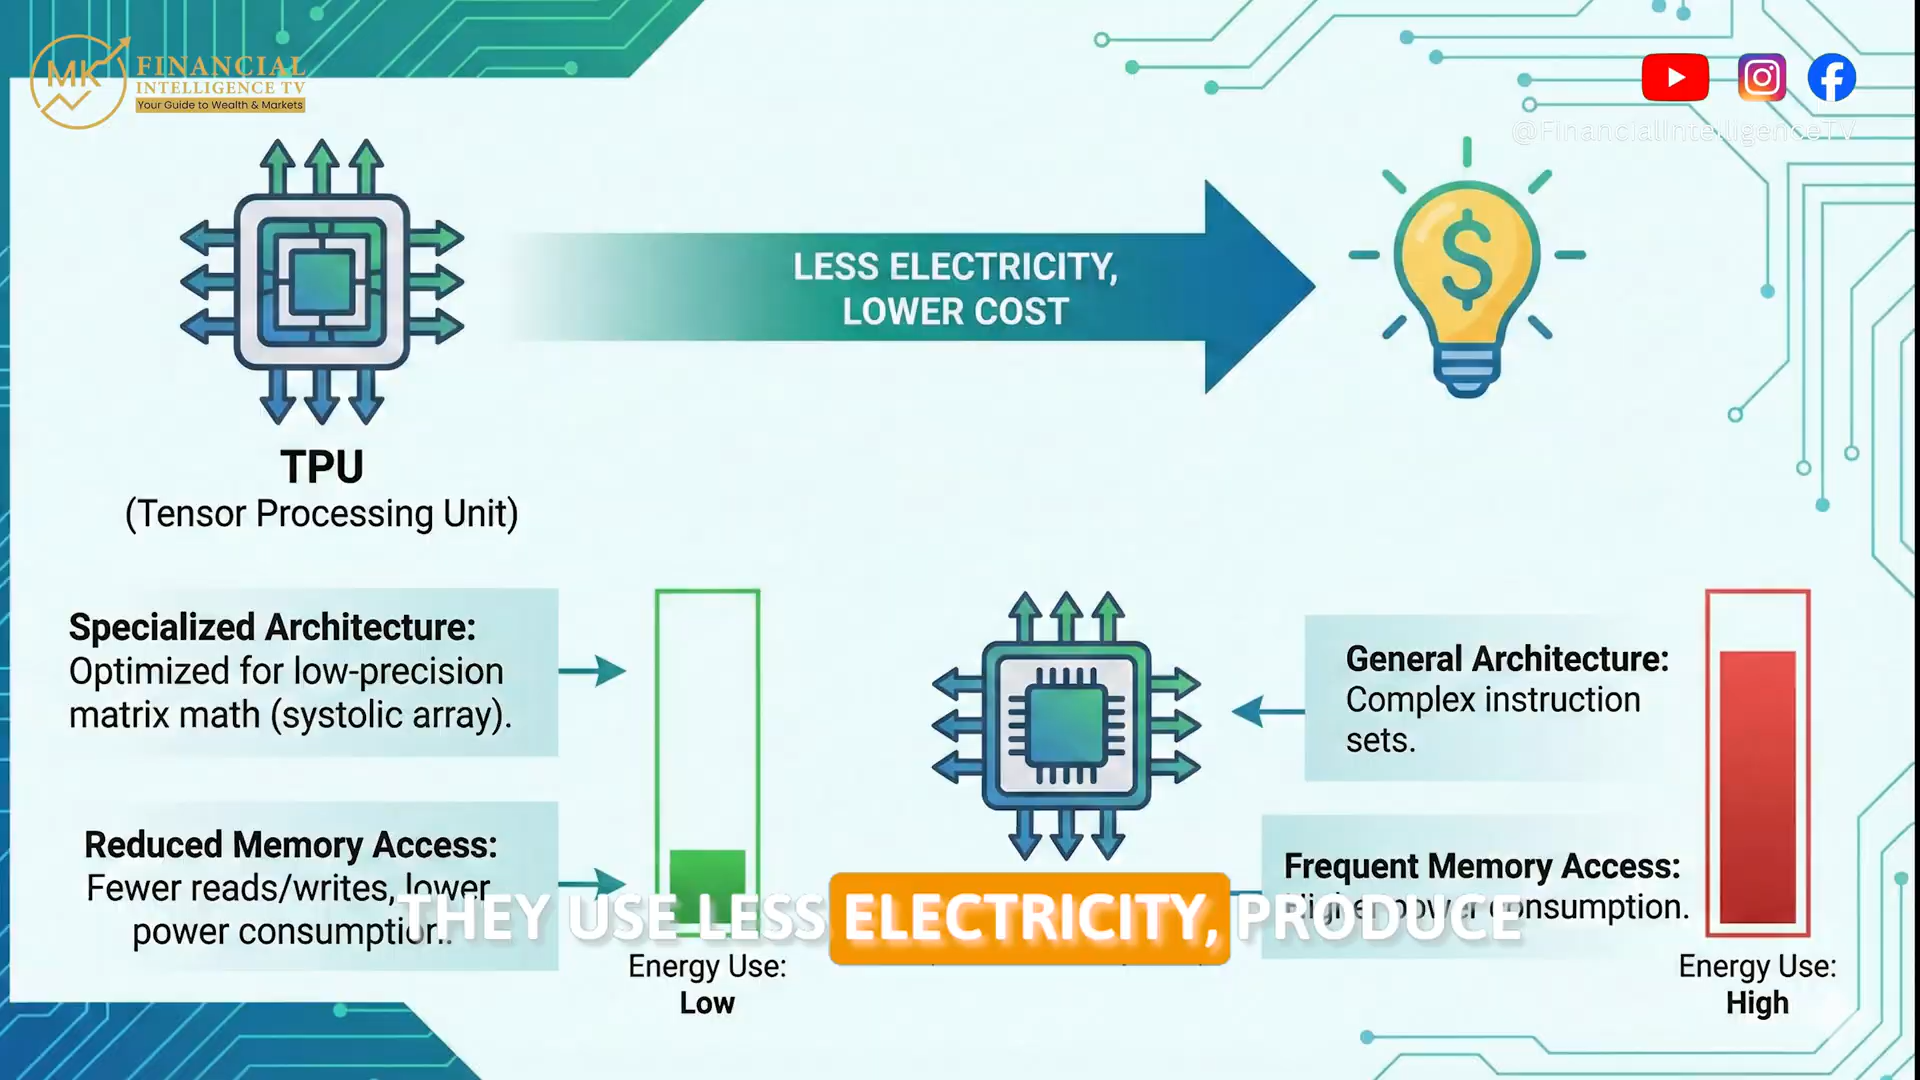 MK
FINANCIAL
INTELLIGENCE TV
Your Guide to Wealth & Markets
@FinancialIntelligenceTV
LESS ELECTRICITY,
LOWER COST
$
TPU
(Tensor Processing Unit)
Specialized Architecture:
Optimized for low-precision
matrix math (systolic array).
Reduced Memory Access:
Fewer reads/writes, lower
power consumption.
Energy Use:
Low
General Architecture:
Complex instruction
sets.
Frequent Memory Access:
Higher power consumption.
Energy Use:
High
THEY USE LESS ELECTRICITY, PRODUCE